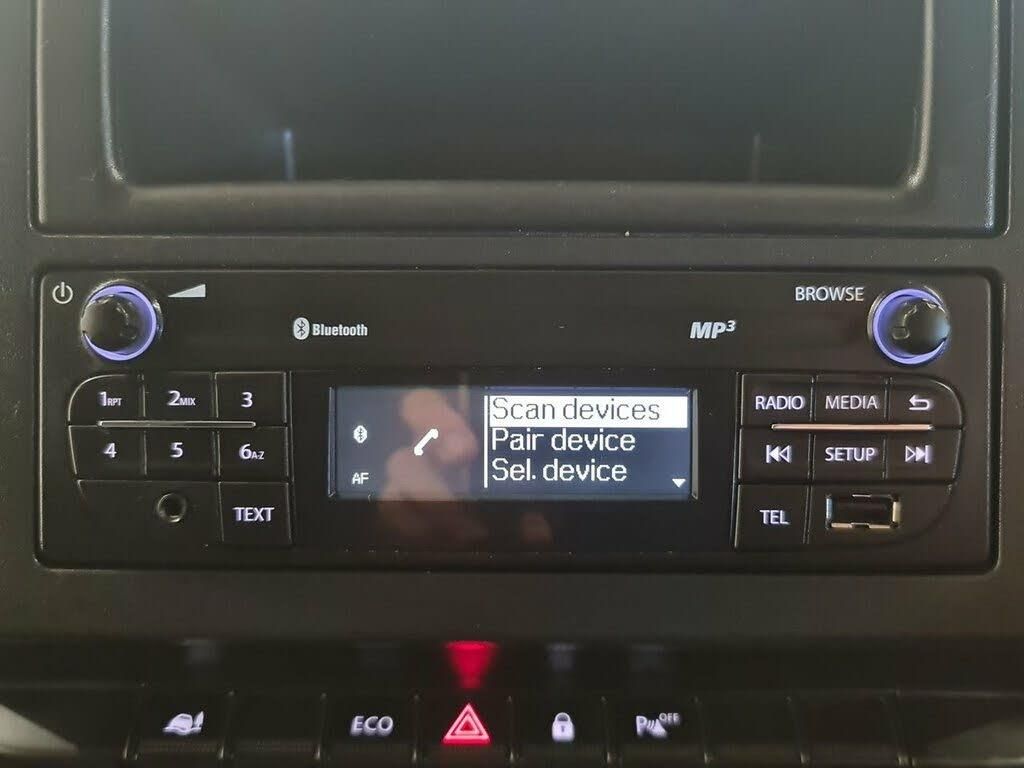 BROWSE
Bluetooth
MP3
1RPT 2MIX 3
4 5 6A-Z
TEXT
AF
Scan devices
Pair device
Sel. device
RADIO MEDIA
SETUP
TEL
ECO
P OFF